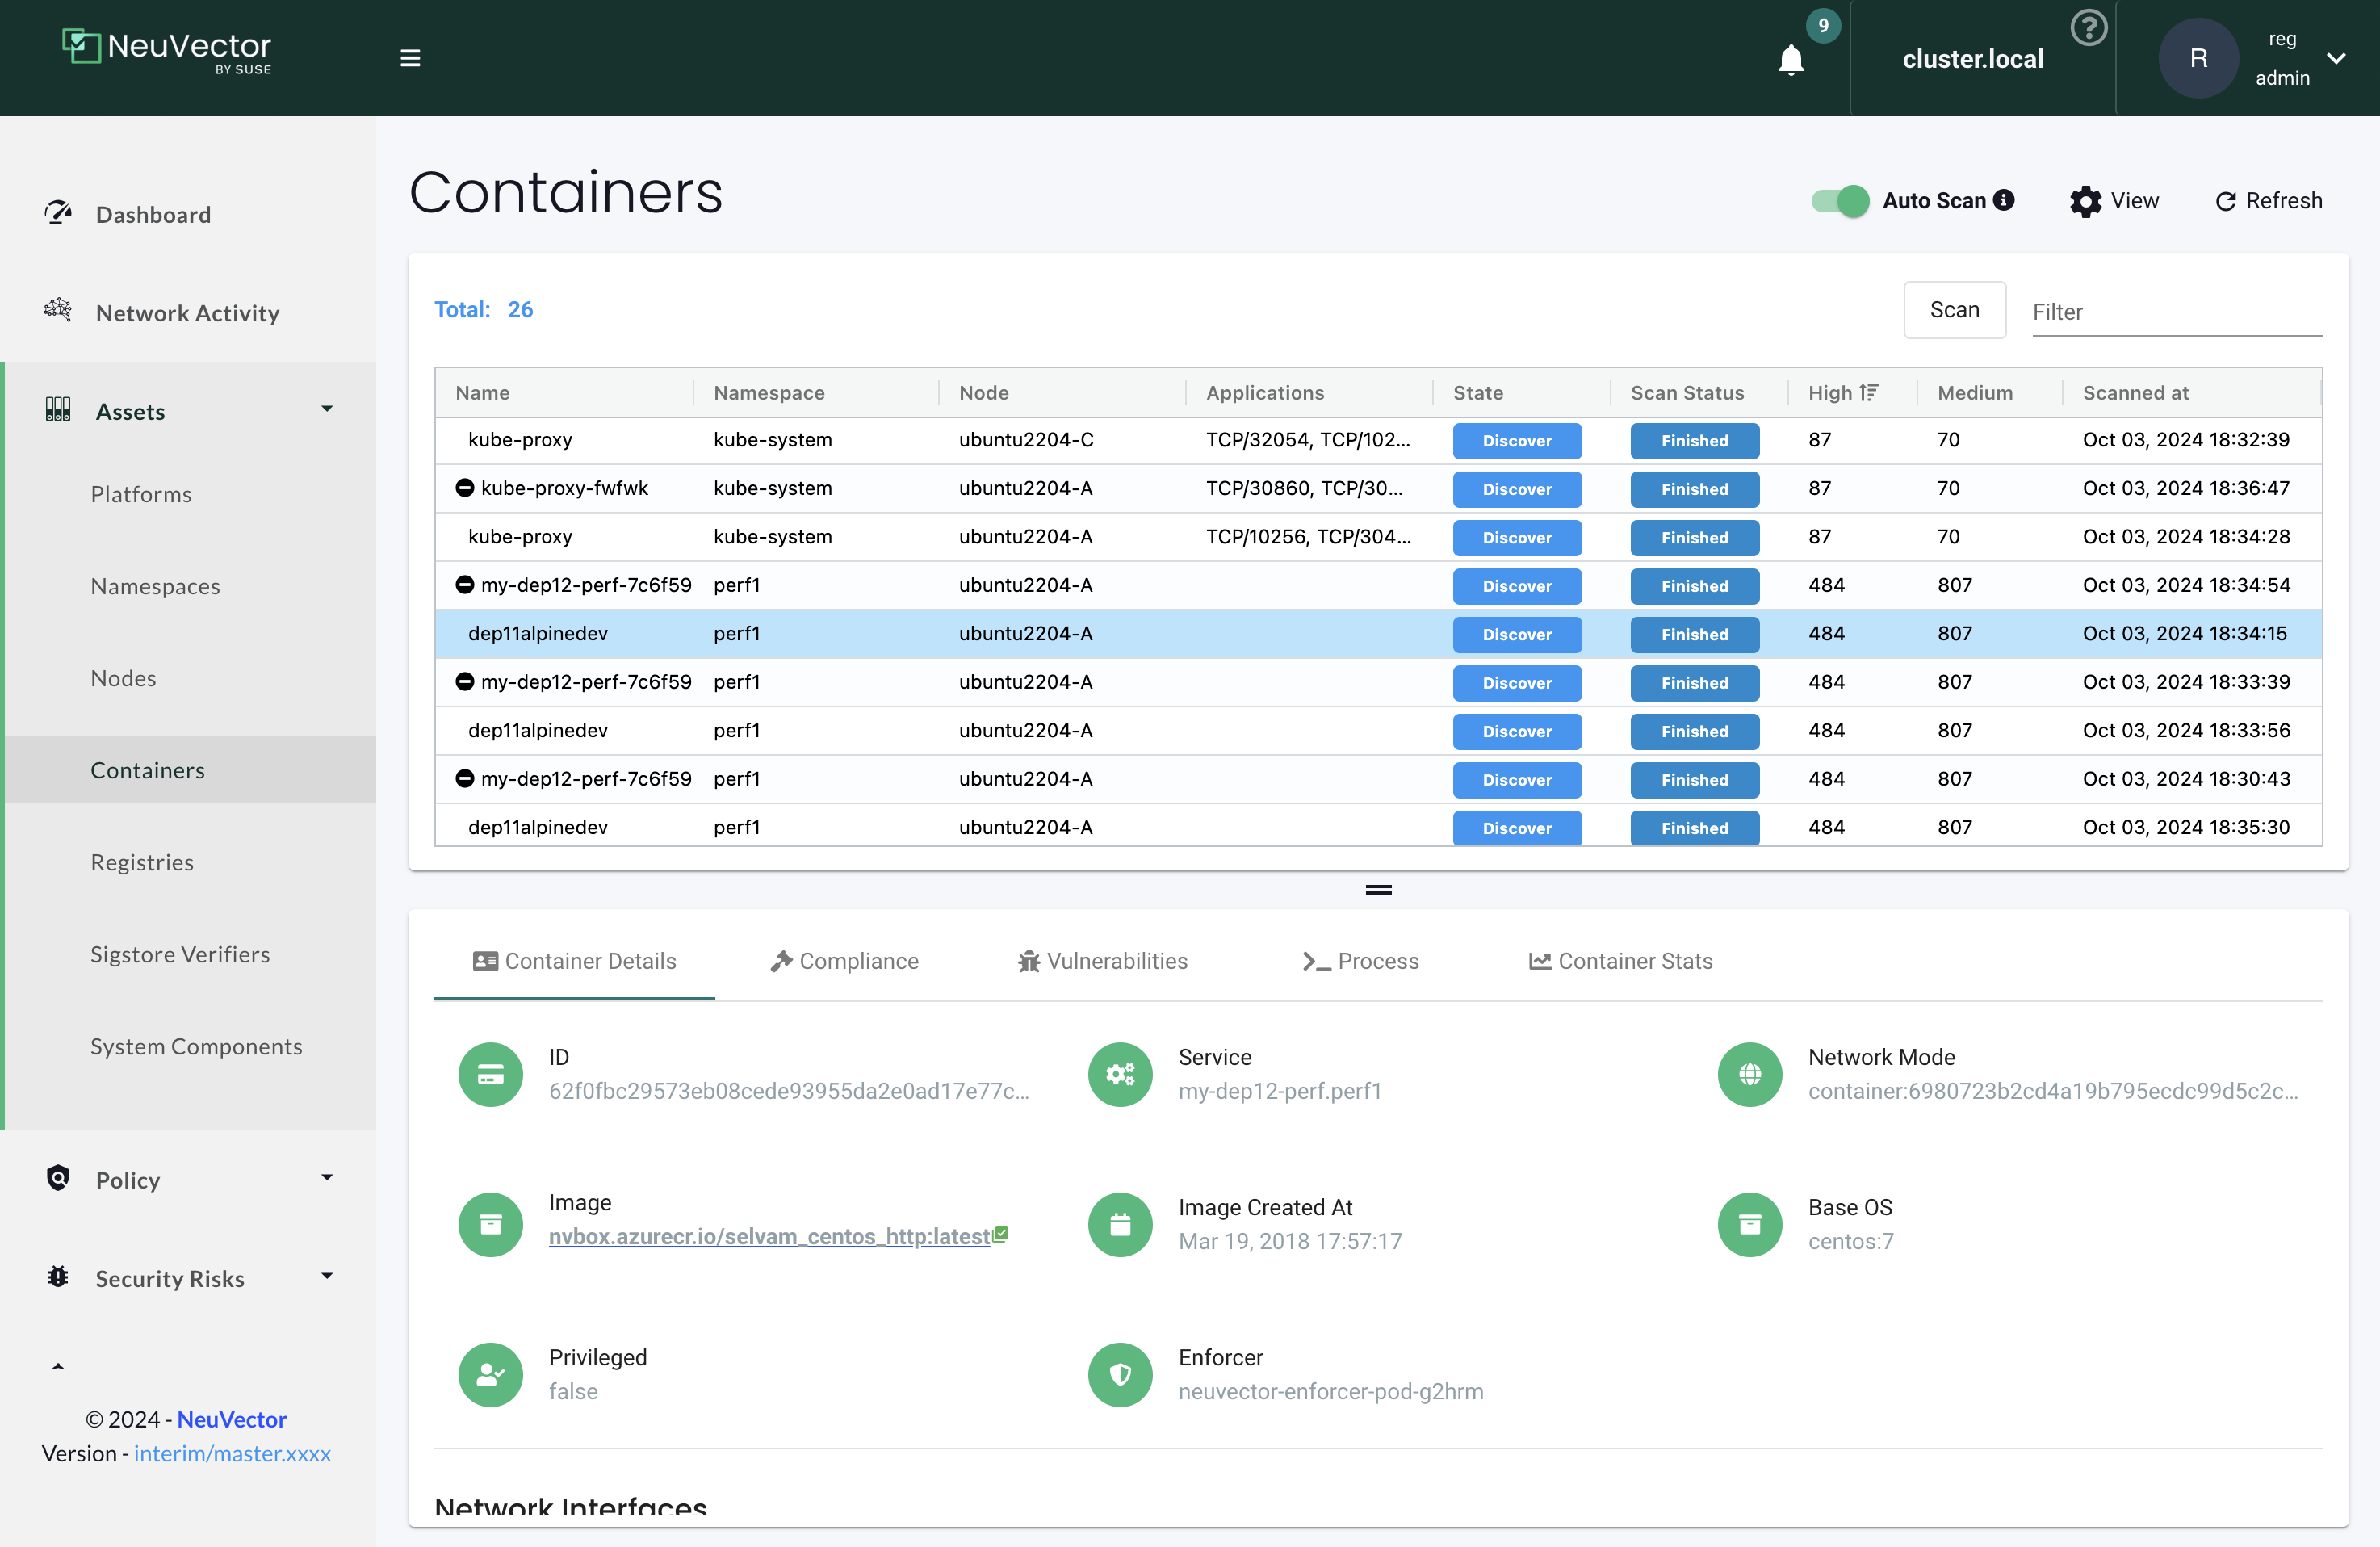 NeuVector
BY SUSE
9
cluster.local
?
R
reg
admin
Dashboard
Network Activity
Assets
Platforms
Namespaces
Nodes
Containers
Registries
Sigstore Verifiers
System Components
Policy
Security Risks
© 2024 - NeuVector
Version - interim/master.xxxx
Containers
Auto Scan
View
Refresh
Total: 26
Scan
Filter
Name Namespace Node Applications State Scan Status High Medium Scanned at
kube-proxy kube-system ubuntu2204-C TCP/32054, TCP/102... Discover Finished 87 70 Oct 03, 2024 18:32:39
kube-proxy-fwfwk kube-system ubuntu2204-A TCP/30860, TCP/30... Discover Finished 87 70 Oct 03, 2024 18:36:47
kube-proxy kube-system ubuntu2204-A TCP/10256, TCP/304... Discover Finished 87 70 Oct 03, 2024 18:34:28
my-dep12-perf-7c6f59 perf1 ubuntu2204-A Discover Finished 484 807 Oct 03, 2024 18:34:54
dep11alpinedev perf1 ubuntu2204-A Discover Finished 484 807 Oct 03, 2024 18:34:15
my-dep12-perf-7c6f59 perf1 ubuntu2204-A Discover Finished 484 807 Oct 03, 2024 18:33:39
dep11alpinedev perf1 ubuntu2204-A Discover Finished 484 807 Oct 03, 2024 18:33:56
my-dep12-perf-7c6f59 perf1 ubuntu2204-A Discover Finished 484 807 Oct 03, 2024 18:30:43
dep11alpinedev perf1 ubuntu2204-A Discover Finished 484 807 Oct 03, 2024 18:35:30
Container Details Compliance Vulnerabilities Process Container Stats
ID
62f0fbc29573eb08cede93955da2e0ad17e77c...
Service
my-dep12-perf.perf1
Network Mode
container:6980723b2cd4a19b795ecdc99d5c2c...
Image
nvbox.azurecr.io/selvam_centos_http:latest
Image Created At
Mar 19, 2018 17:57:17
Base OS
centos:7
Privileged
false
Enforcer
neuvector-enforcer-pod-g2hrm
Network Interfaces